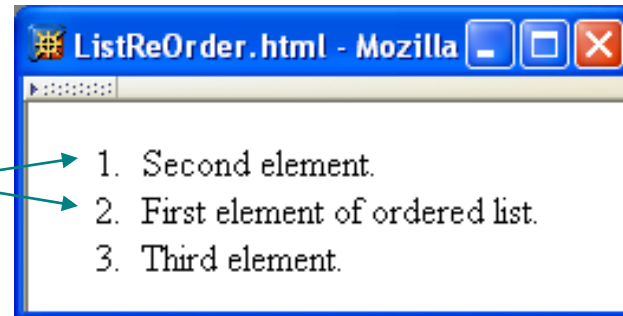 ListReOrder.html - Mozilla
1. Second element.
2. First element of ordered list.
3. Third element.